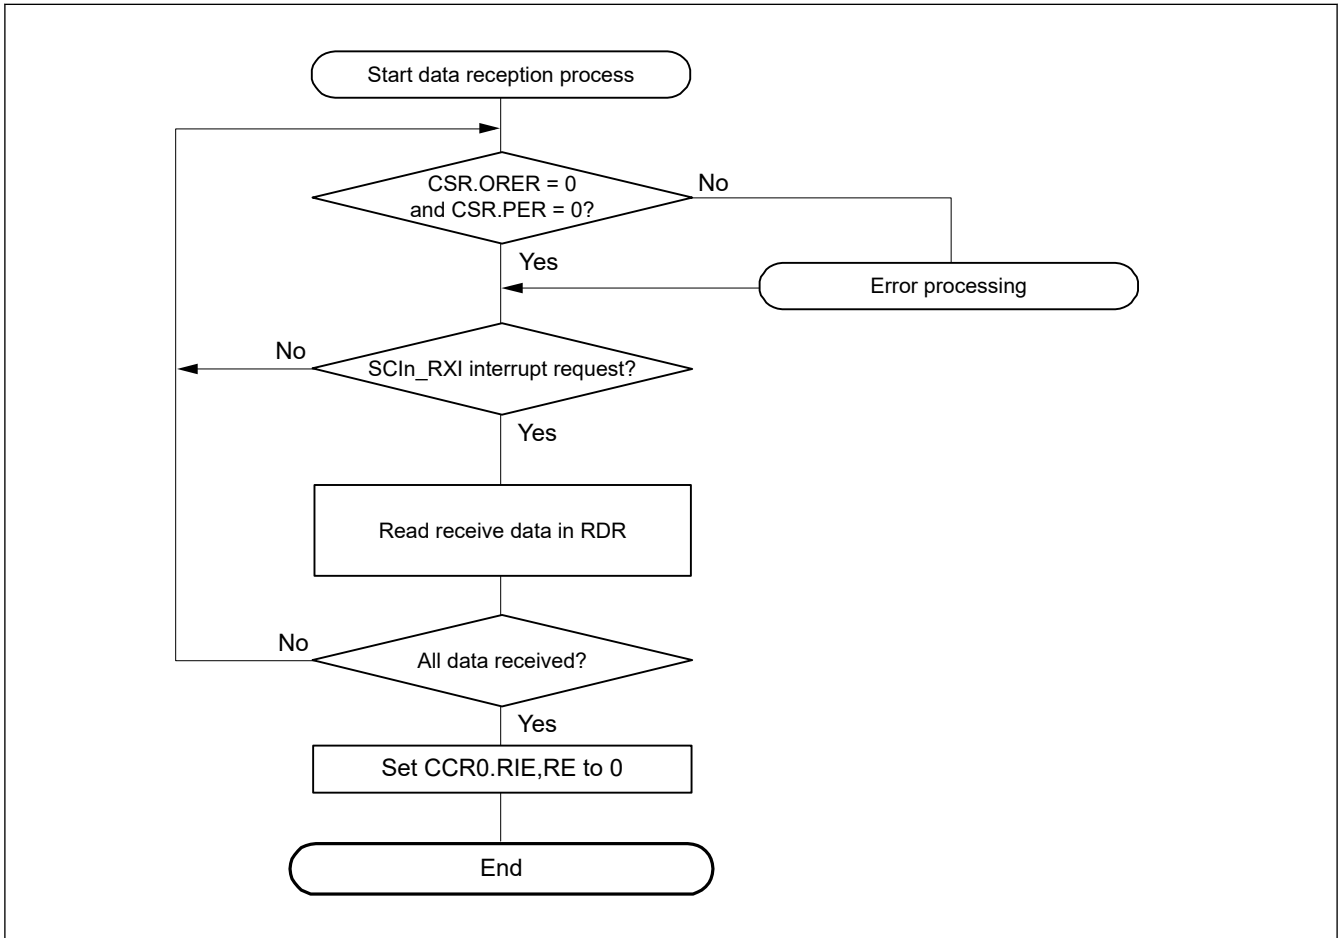 Start data reception process
CSR.ORER = 0
and CSR.PER = 0?
No
Yes
Error processing
No
SCIn_RXI interrupt request?
Yes
Read receive data in RDR
No
All data received?
Yes
Set CCR0.RIE,RE to 0
End